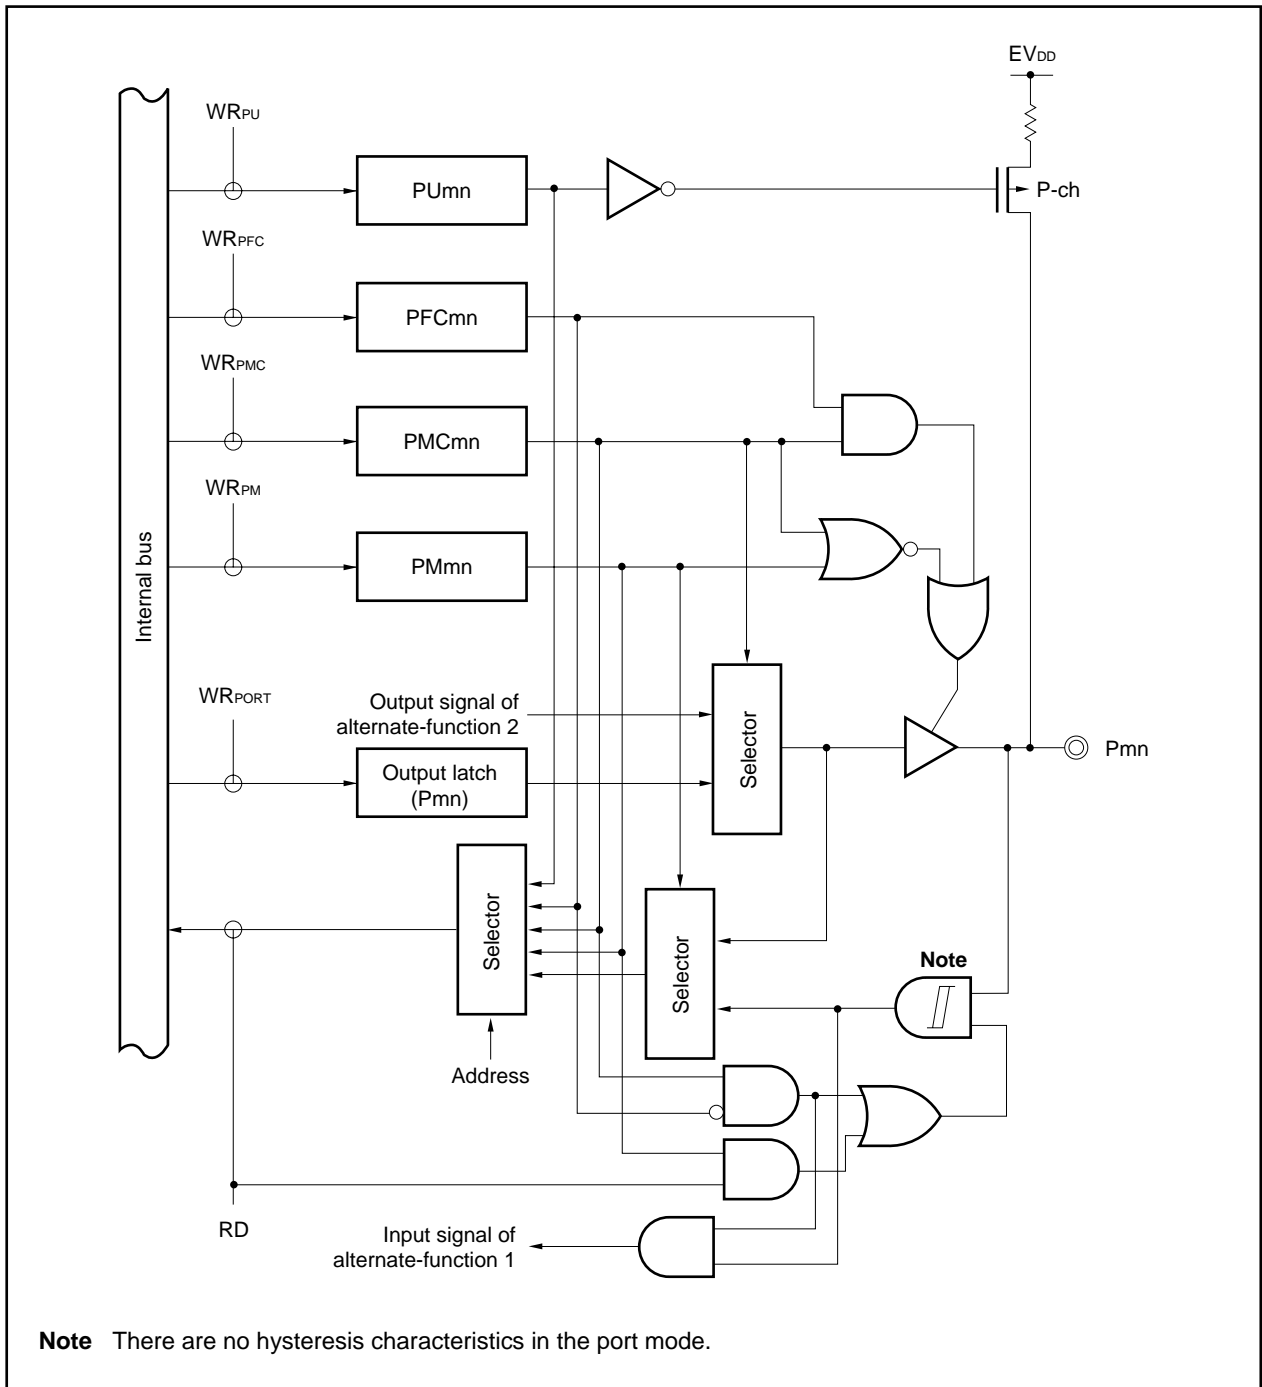 EVDD
WRPU
PUmn
P-ch
WRPFC
PFCmn
WRPMC
PMCmn
WRPM
PMmn
Internal bus
WRPORT
Output signal of
alternate-function 2
Output latch
(Pmn)
Selector
Pmn
Selector
Selector
Note
Address
RD
Input signal of
alternate-function 1
Note There are no hysteresis characteristics in the port mode.